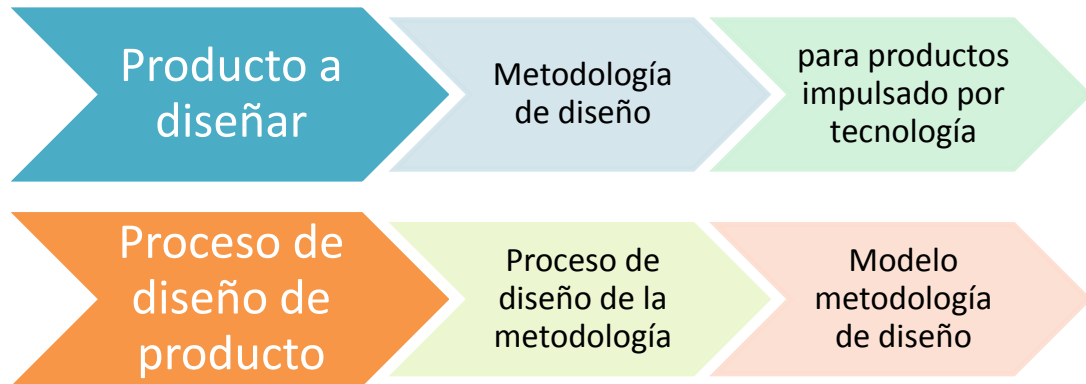 Producto a
diseñar
Metodología
de diseño
para productos
impulsado por
tecnología
Proceso de
diseño de
producto
Proceso de
diseño de la
metodología
Modelo
metodología
de diseño